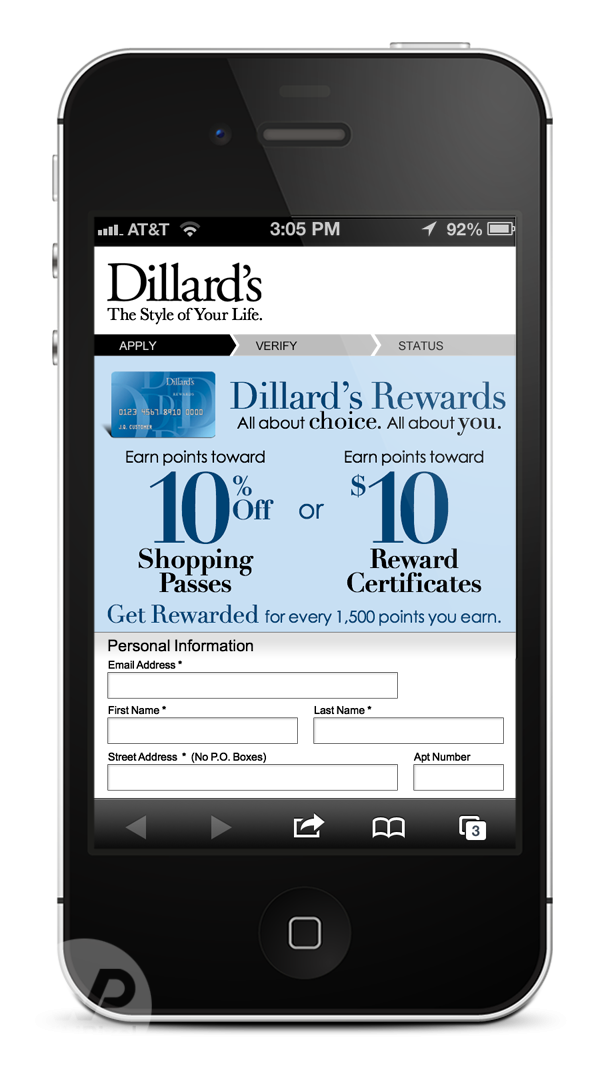 AT&T 3:05 PM 92%
Dillard's
The Style of Your Life.
APPLY VERIFY STATUS
Dillard's
REWARDS
0123 4567 8910 0000
J.Q. CUSTOMER
Dillard's Rewards
All about choice. All about you.
Earn points toward
10% Off
Shopping
Passes
or
Earn points toward
$10
Reward
Certificates
Get Rewarded for every 1,500 points you earn.
Personal Information
Email Address *
First Name * Last Name *
Street Address * (No P.O. Boxes) Apt Number
3
P